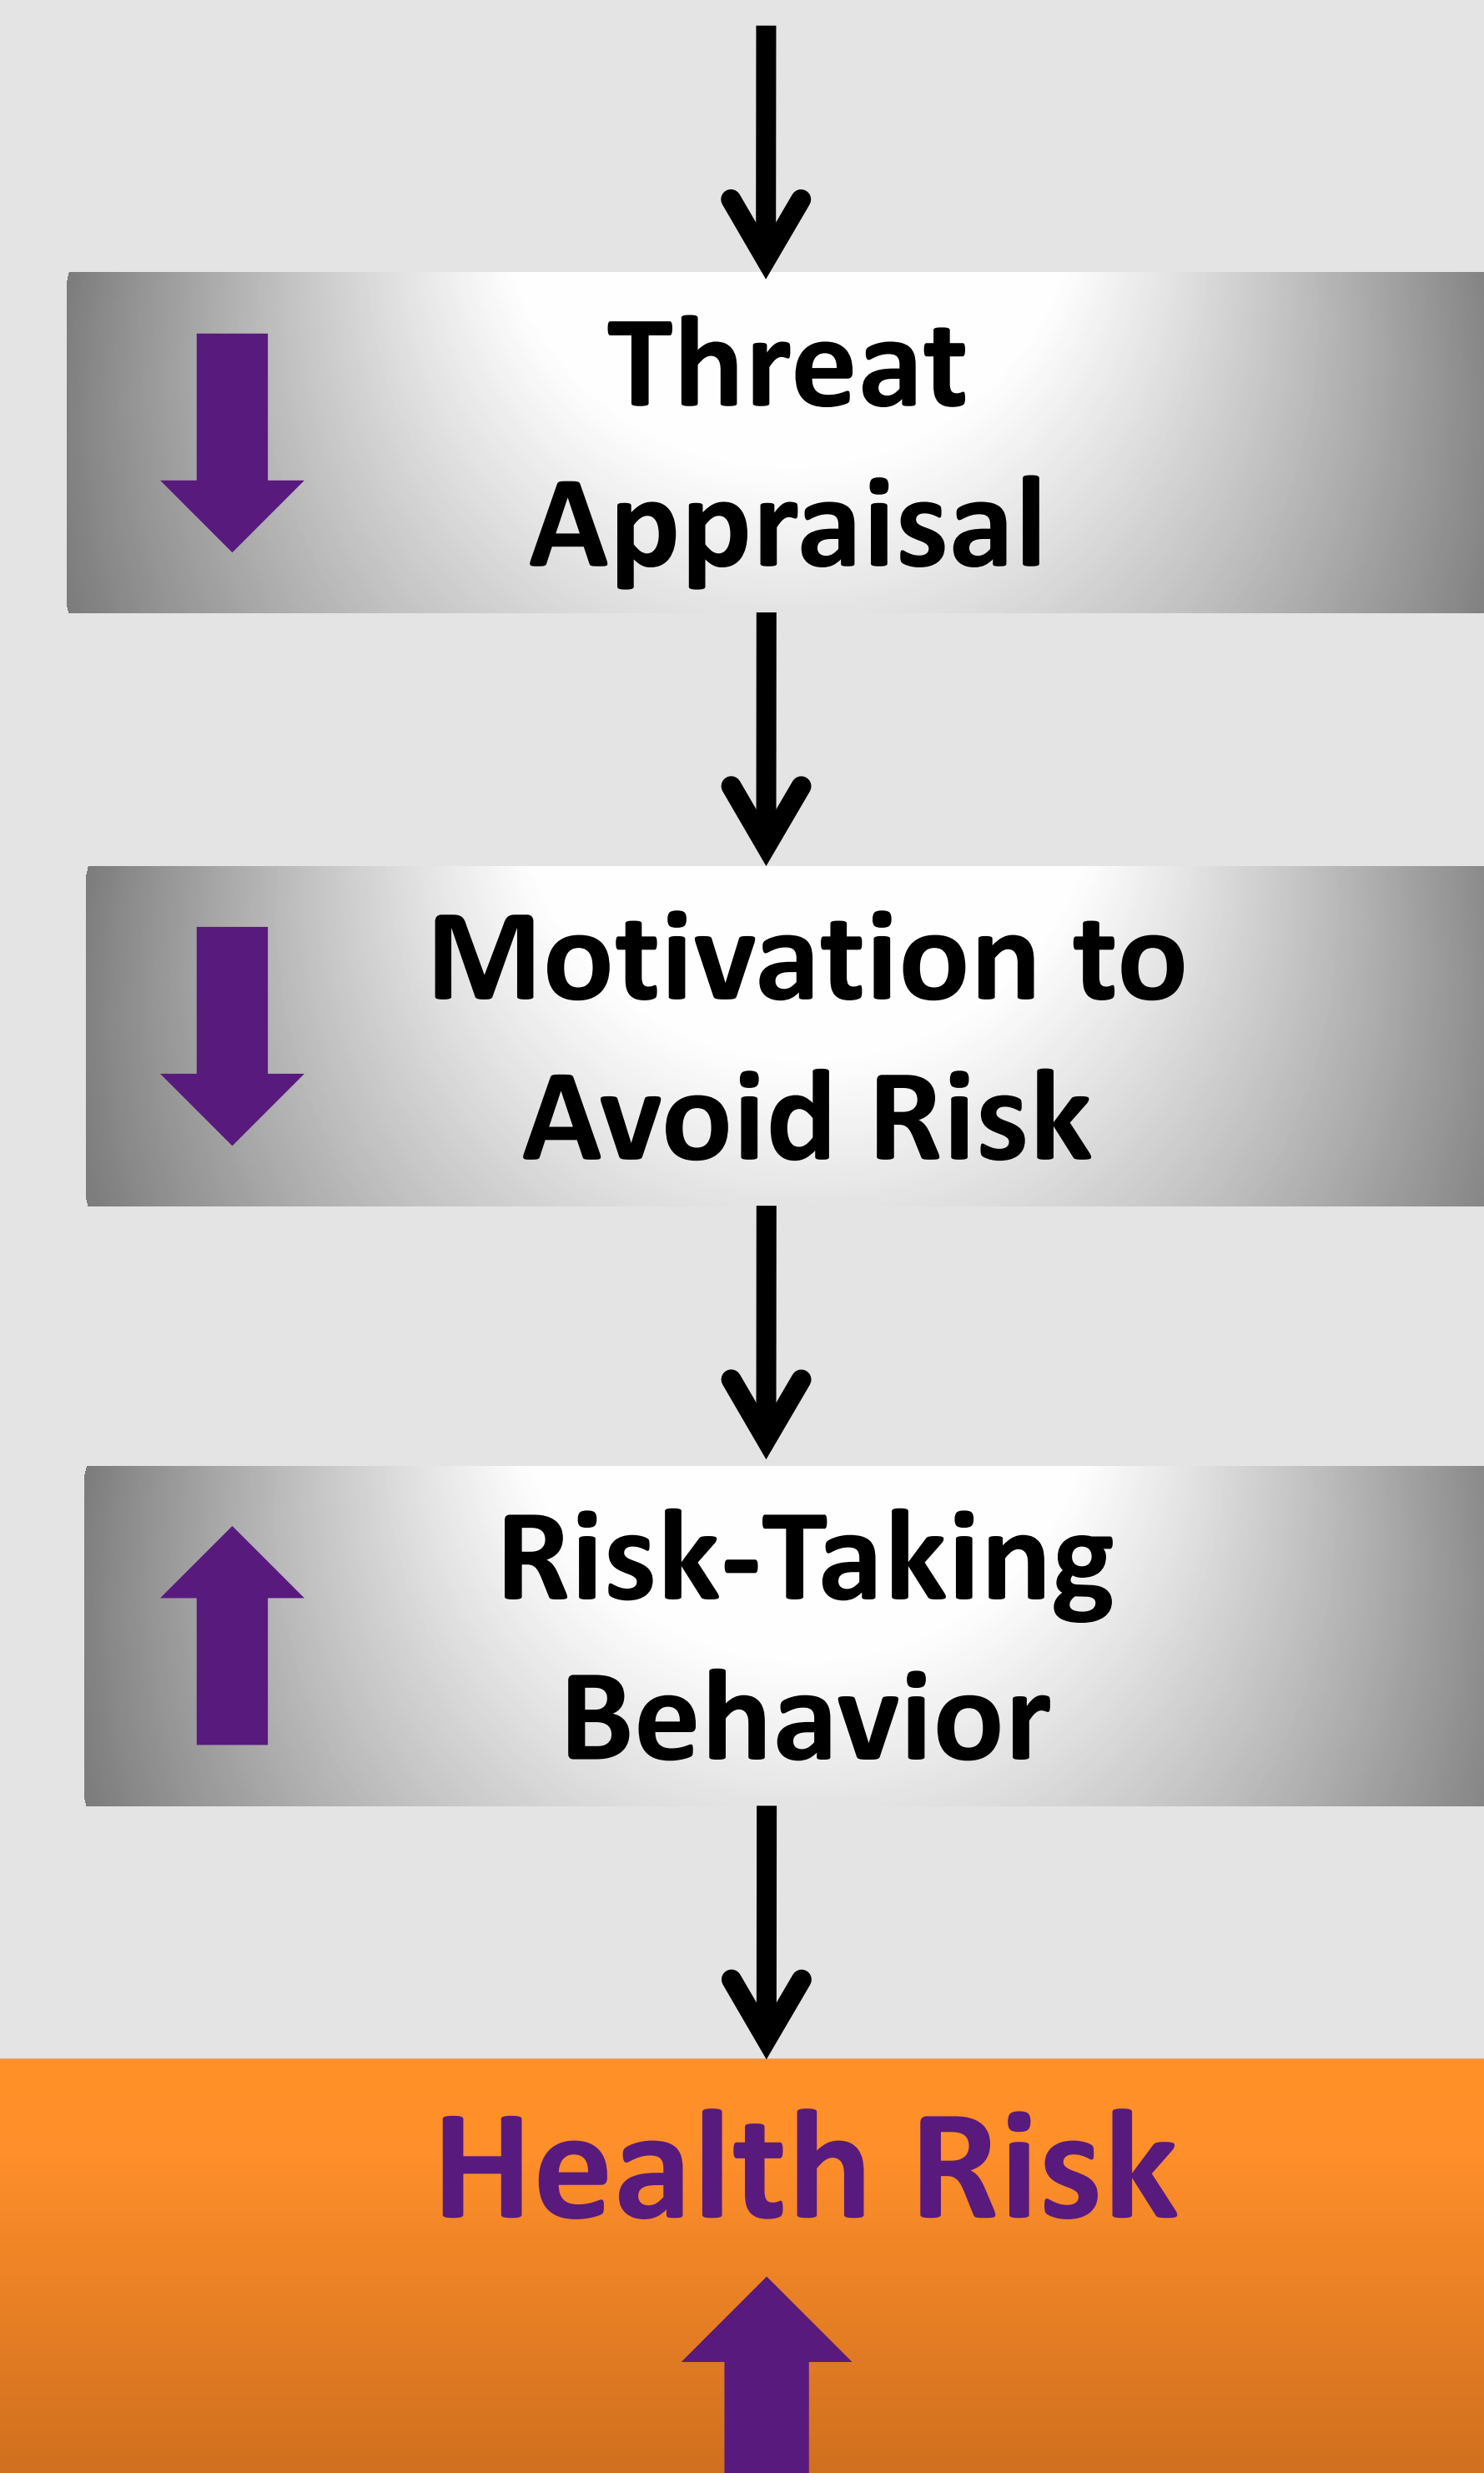 Threat
Appraisal
Motivation to
Avoid Risk
Risk-Taking
Behavior
Health Risk